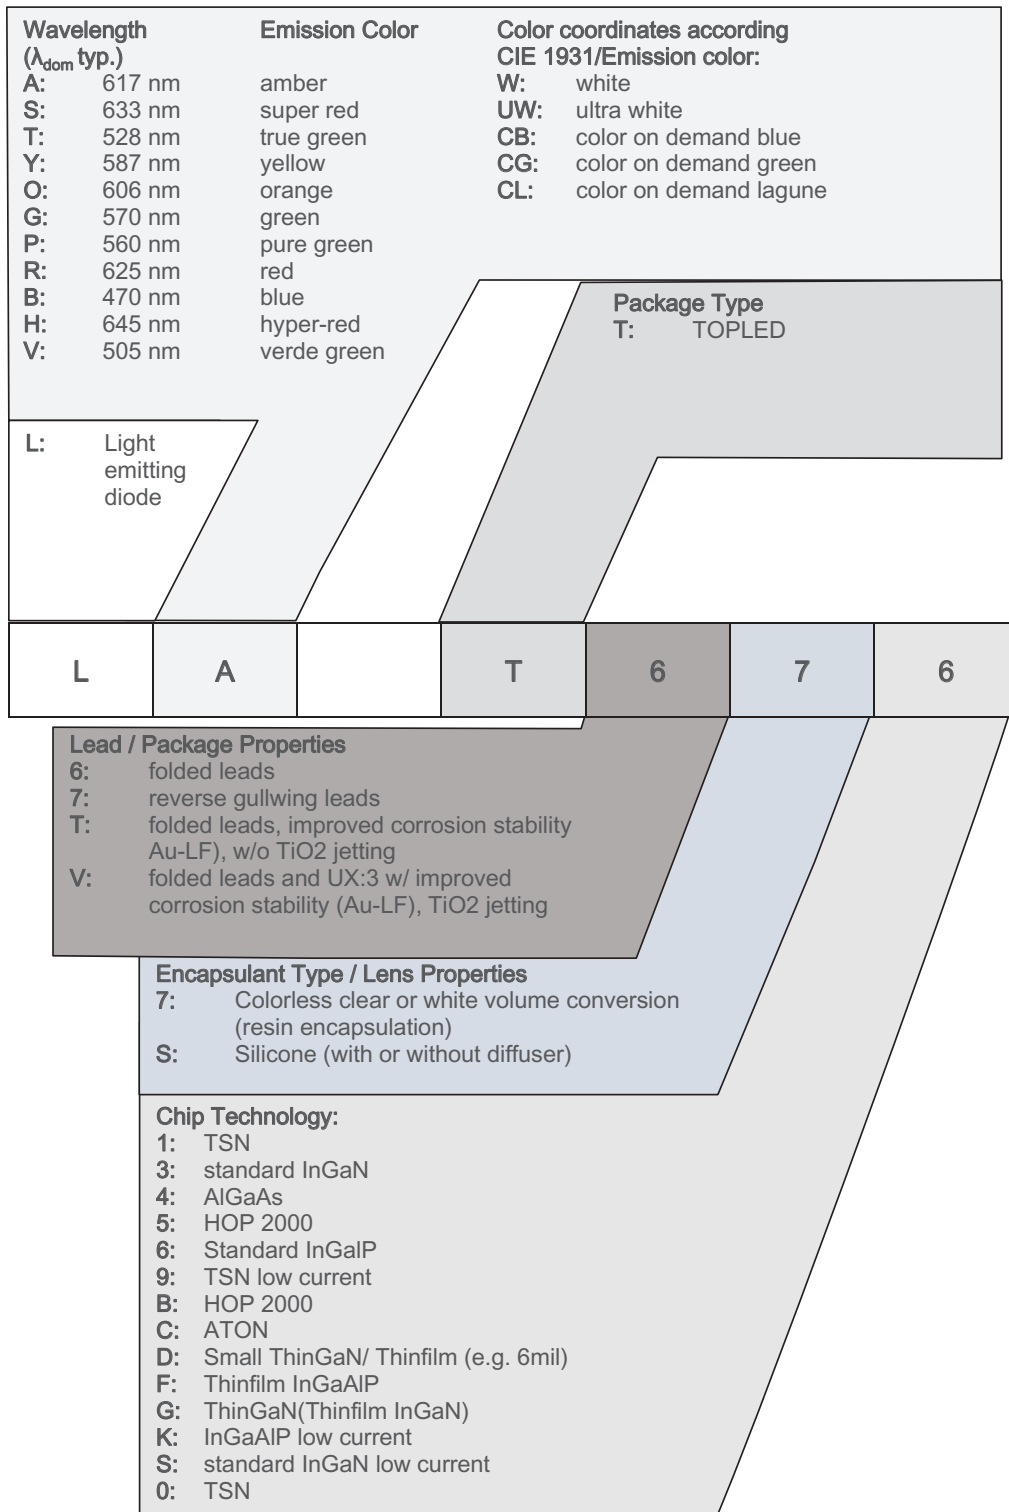 Wavelength Emission Color
(λdom typ.)
A: 617 nm amber
S: 633 nm super red
T: 528 nm true green
Y: 587 nm yellow
O: 606 nm orange
G: 570 nm green
P: 560 nm pure green
R: 625 nm red
B: 470 nm blue
H: 645 nm hyper-red
V: 505 nm verde green
Color coordinates according
CIE 1931/Emission color:
W: white
UW: ultra white
CB: color on demand blue
CG: color on demand green
CL: color on demand lagune
Package Type
T: TOPLED
L: Light
emitting
diode
L A T 6 7 6
Lead / Package Properties
6: folded leads
7: reverse gullwing leads
T: folded leads, improved corrosion stability
Au-LF), w/o TiO2 jetting
V: folded leads and UX:3 w/ improved
corrosion stability (Au-LF), TiO2 jetting
Encapsulant Type / Lens Properties
7: Colorless clear or white volume conversion
(resin encapsulation)
S: Silicone (with or without diffuser)
Chip Technology:
1: TSN
3: standard InGaN
4: AlGaAs
5: HOP 2000
6: Standard InGalP
9: TSN low current
B: HOP 2000
C: ATON
D: Small ThinGaN/ Thinfilm (e.g. 6mil)
F: Thinfilm InGaAlP
G: ThinGaN(Thinfilm InGaN)
K: InGaAlP low current
S: standard InGaN low current
0: TSN